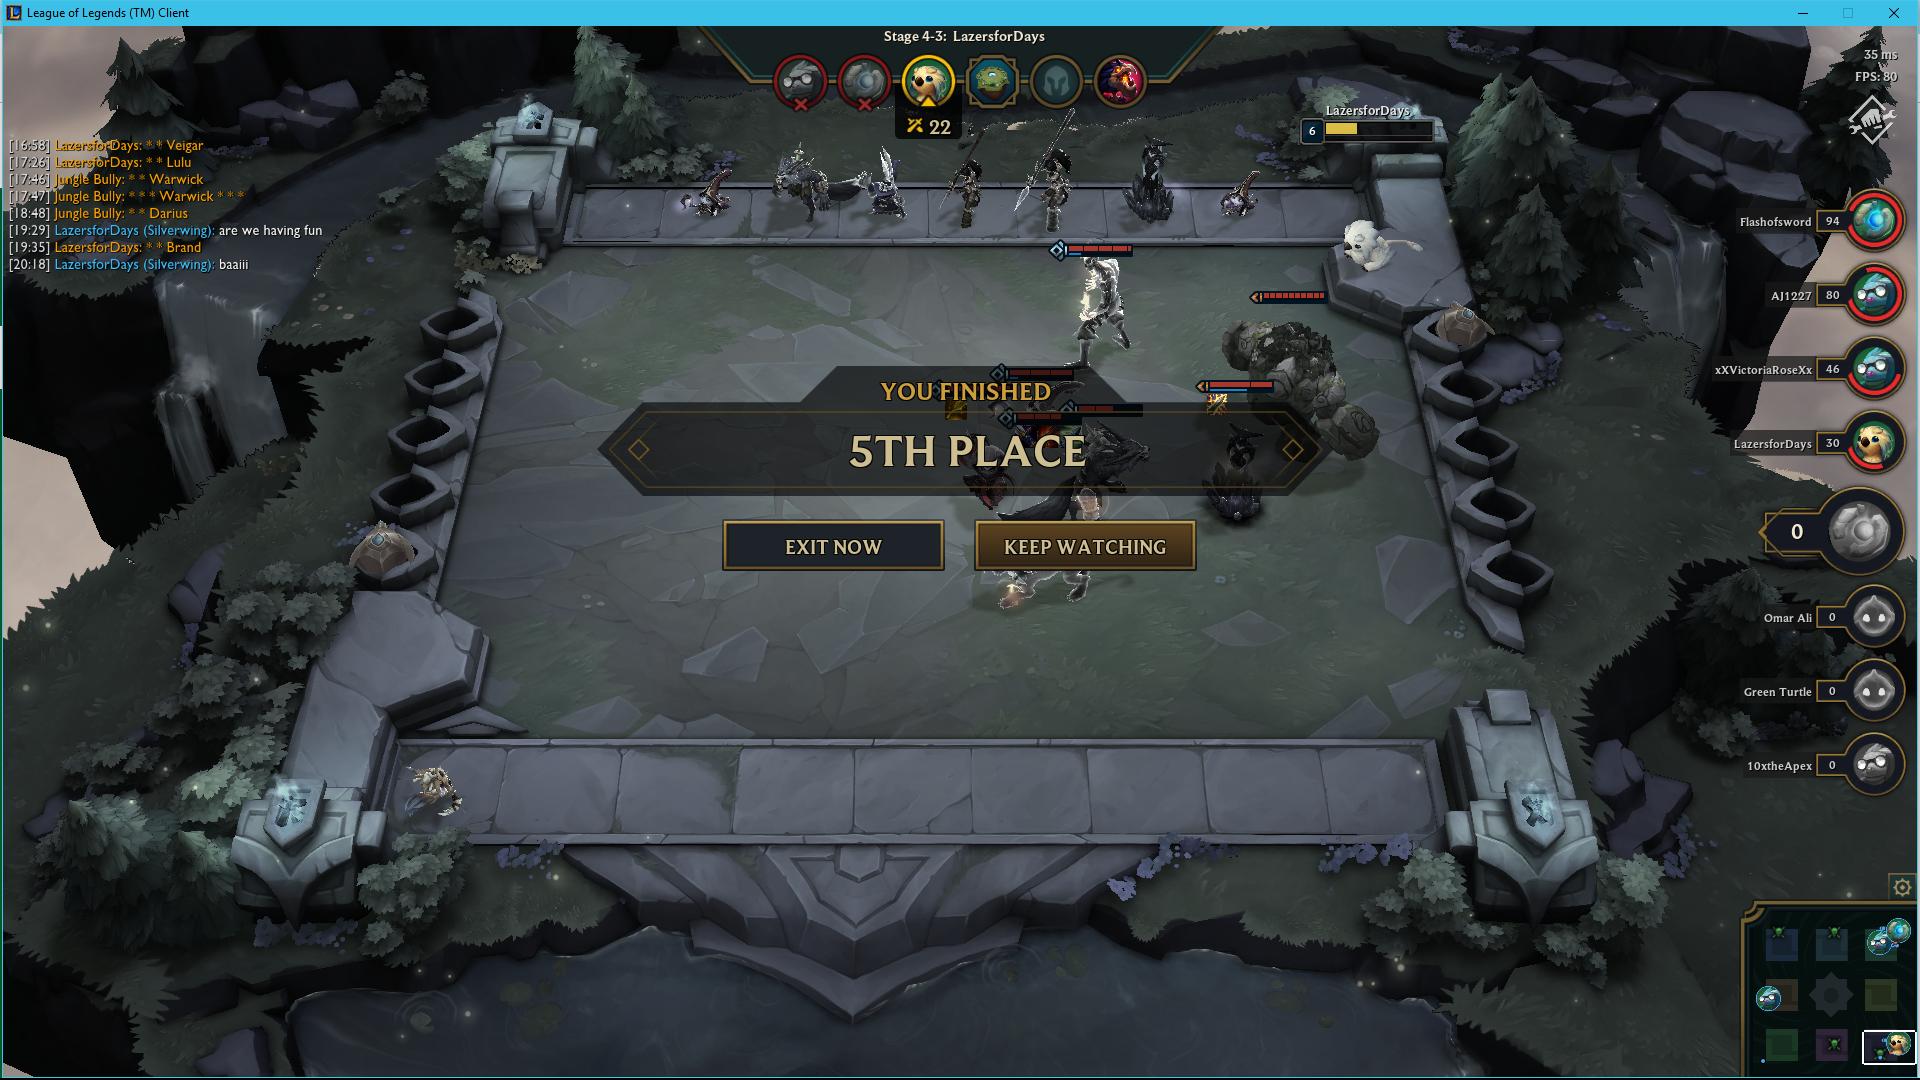 League of Legends (TM) Client
Stage 4-3: LazersforDays
22
35 ms
FPS: 80
LazersforDays
6
[16:58] LazersforDays: * * Veigar
[17:26] LazersforDays: * * Lulu
[17:46] Jungle Bully: * * Warwick
[17:47] Jungle Bully: * * * Warwick * * *
[18:48] Jungle Bully: * * Darius
[19:29] LazersforDays (Silverwing): are we having fun
[19:35] LazersforDays: * * Brand
[20:18] LazersforDays (Silverwing): baaiii
Flashofsword 94
AJ1227 80
xXVictoriaRoseXx 46
LazersforDays 30
0
Omar Ali 0
Green Turtle 0
10xtheApex 0
YOU FINISHED
5TH PLACE
EXIT NOW
KEEP WATCHING